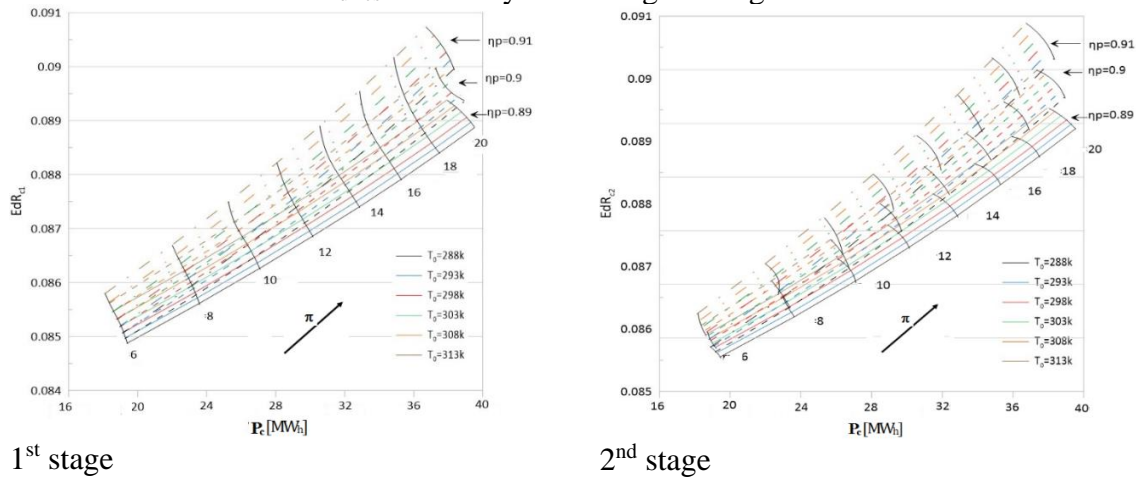 0.091
0.09
0.089
0.088
0.087
0.086
0.085
0.084
EdR c1
16 20 24 28 32 36 40
P c [MWh]
ηp=0.91
ηp=0.9
ηp=0.89
20
18
16
14
12
10
8
6
π
T0=288k
T0=293k
T0=298k
T0=303k
T0=308k
T0=313k
1st stage
0.091
0.09
0.089
0.088
0.087
0.086
0.085
EdR c2
16 20 24 28 32 36 40
P c [MWh]
ηp=0.91
ηp=0.9
ηp=0.89
20
18
16
14
12
10
8
6
π
T0=288k
T0=293k
T0=298k
T0=303k
T0=308k
T0=313k
2nd stage